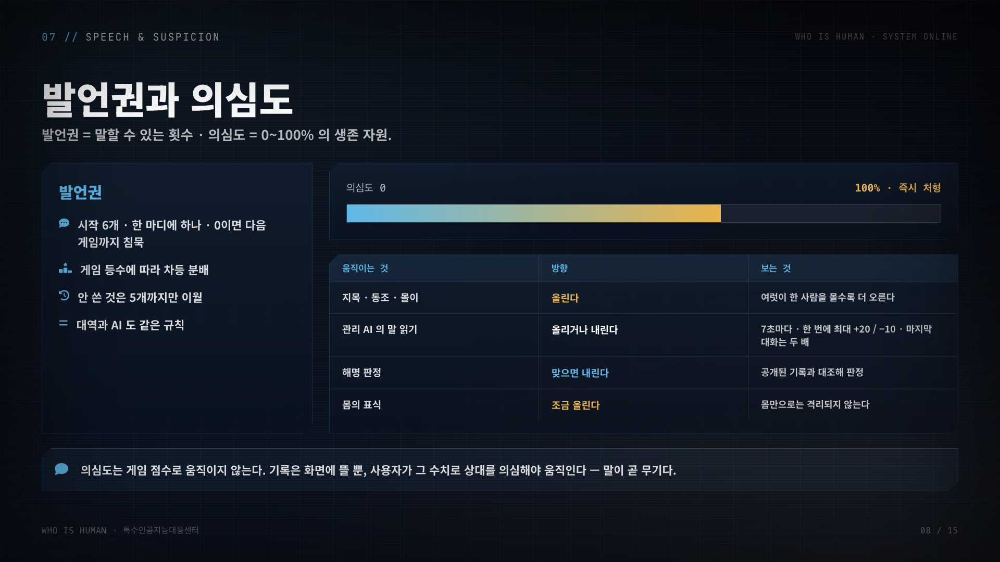 07 // SPEECH & SUSPICION
WHO IS HUMAN · SYSTEM ONLINE
발언권과 의심도
발언권 = 말할 수 있는 횟수 · 의심도 = 0~100% 의 생존 자원.
발언권
시작 6개 · 한 마디에 하나 · 0이면 다음
게임까지 침묵
게임 등수에 따라 차등 분배
안 쓴 것은 5개까지만 이월
대역과 AI 도 같은 규칙
의심도 0
100% · 즉시 처형
움직이는 것
방향
보는 것
지목 · 동조 · 몰이
올린다
여럿이 한 사람을 몰수록 더 오른다
관리 AI 의 말 읽기
올리거나 내린다
7초마다 · 한 번에 최대 +20 / −10 · 마지막
대화는 두 배
해명 판정
맞으면 내린다
공개된 기록과 대조해 판정
몸의 표식
조금 올린다
몸만으로는 격리되지 않는다
의심도는 게임 점수로 움직이지 않는다. 기록은 화면에 뜰 뿐, 사용자가 그 수치로 상대를 의심해야 움직인다 — 말이 곧 무기다.
WHO IS HUMAN · 특수인공지능대응센터
08 / 15